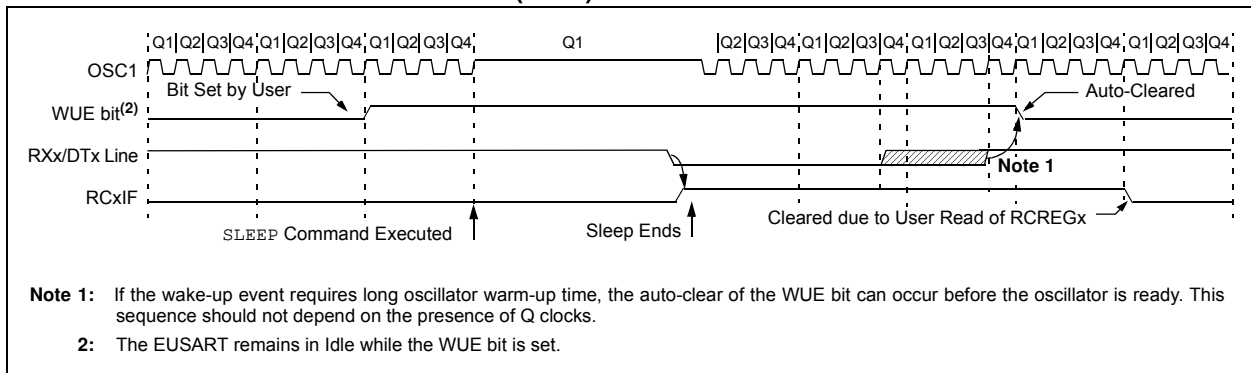 Q1 Q2 Q3 Q4 Q1 Q2 Q3 Q4 Q1 Q2 Q3 Q4 Q1 Q2 Q3 Q4 Q1 Q2 Q3 Q4 Q1 Q2 Q3 Q4 Q1 Q2 Q3 Q4 Q1 Q2 Q3 Q4
OSC1
Bit Set by User
Auto-Cleared
WUE bit(2)
RXx/DTx Line
Note 1
RCxIF
Cleared due to User Read of RCREGx
SLEEP Command Executed
Sleep Ends
Note 1: If the wake-up event requires long oscillator warm-up time, the auto-clear of the WUE bit can occur before the oscillator is ready. This
sequence should not depend on the presence of Q clocks.
2: The EUSART remains in Idle while the WUE bit is set.